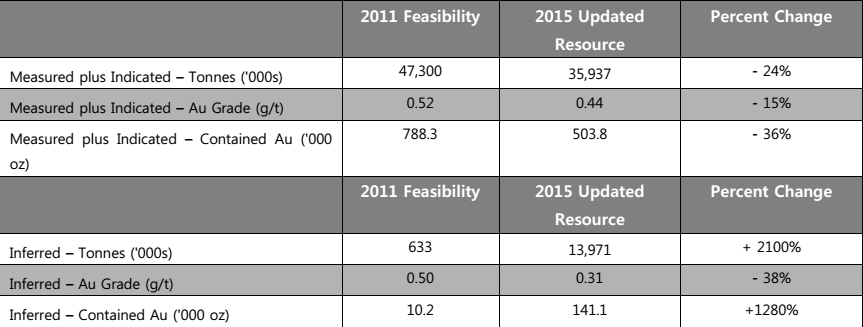 2011 Feasibility 2015 Updated Resource Percent Change
Measured plus Indicated – Tonnes ('000s) 47,300 35,937 - 24%
Measured plus Indicated – Au Grade (g/t) 0.52 0.44 - 15%
Measured plus Indicated – Contained Au ('000 oz) 788.3 503.8 - 36%
2011 Feasibility 2015 Updated Resource Percent Change
Inferred – Tonnes ('000s) 633 13,971 + 2100%
Inferred – Au Grade (g/t) 0.50 0.31 - 38%
Inferred – Contained Au ('000 oz) 10.2 141.1 +1280%